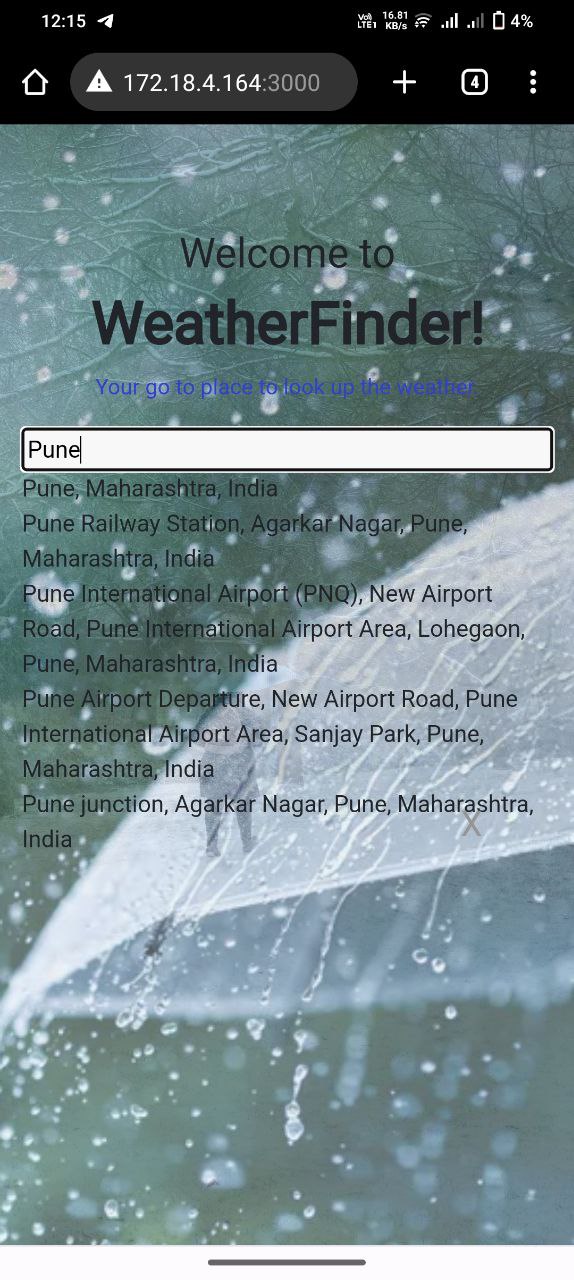 12:15
Vo) LTE1 16.81 KB/s 4%
172.18.4.164:3000
4
Welcome to
WeatherFinder!
Your go to place to look up the weather.
Pune
Pune, Maharashtra, India
Pune Railway Station, Agarkar Nagar, Pune,
Maharashtra, India
Pune International Airport (PNQ), New Airport
Road, Pune International Airport Area, Lohegaon,
Pune, Maharashtra, India
Pune Airport Departure, New Airport Road, Pune
International Airport Area, Sanjay Park, Pune,
Maharashtra, India
Pune junction, Agarkar Nagar, Pune, Maharashtra,
India
X